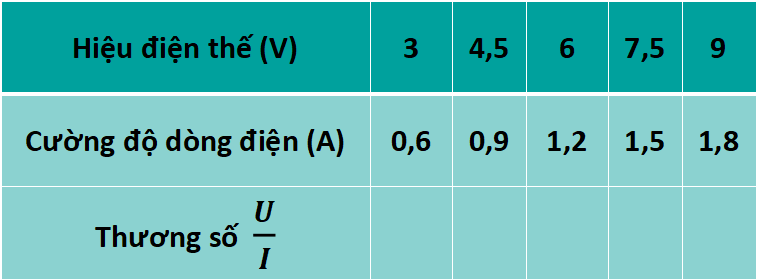 Hiệu điện thế (V) 3 4,5 6 7,5 9
Cường độ dòng điện (A) 0,6 0,9 1,2 1,5 1,8
Thương số U/I